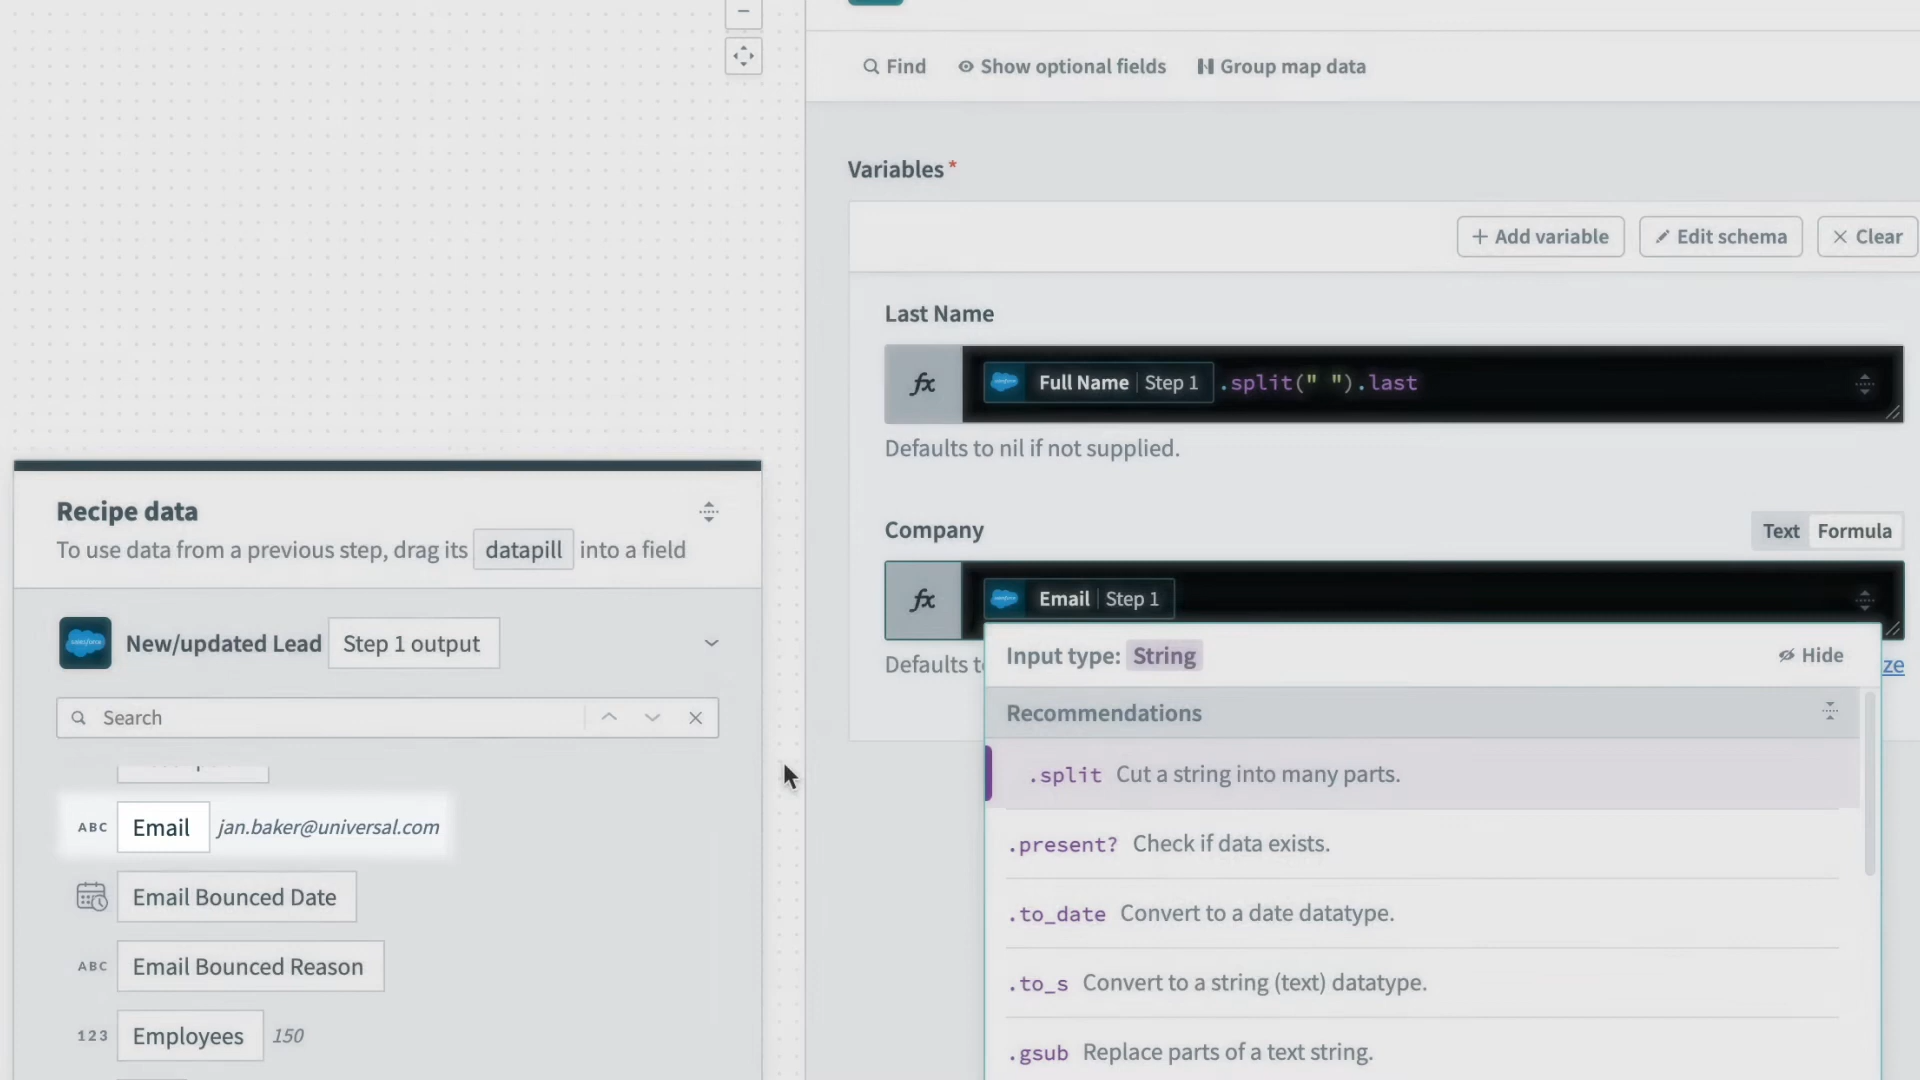 Find
Show optional fields
Group map data
Variables *
Add variable
Edit schema
Clear
Last Name
fx
Full Name | Step 1 .split(" ").last
Defaults to nil if not supplied.
Company
Text
Formula
fx
Email | Step 1
Defaults
ze
Input type: String
Hide
Recommendations
.split Cut a string into many parts.
.present? Check if data exists.
.to_date Convert to a date datatype.
.to_s Convert to a string (text) datatype.
.gsub Replace parts of a text string.
Recipe data
To use data from a previous step, drag its datapill into a field
New/updated Lead
Step 1 output
Search
ABC Email jan.baker@universal.com
Email Bounced Date
ABC Email Bounced Reason
123 Employees 150